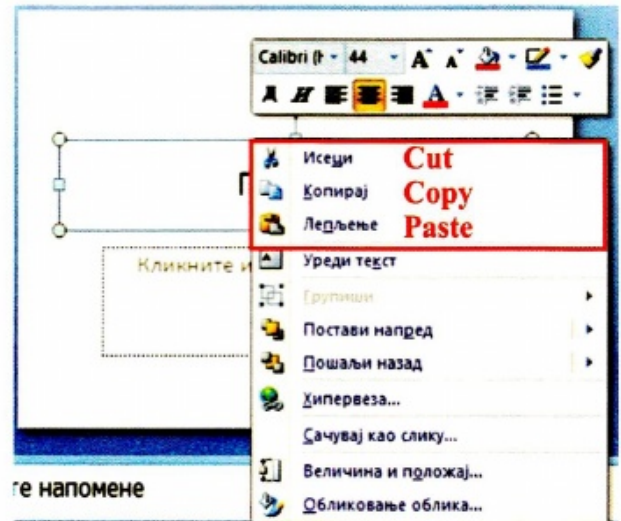 Calibri (Н 44
Исеци Cut
Копирај Copy
Лепљење Paste
Уреди текст
Кликните и
Групиши
Постави напред
Пошаљи назад
Хипервеза...
Сачувај као слику...
Величина и положај...
те напомене
Обликовање облика...